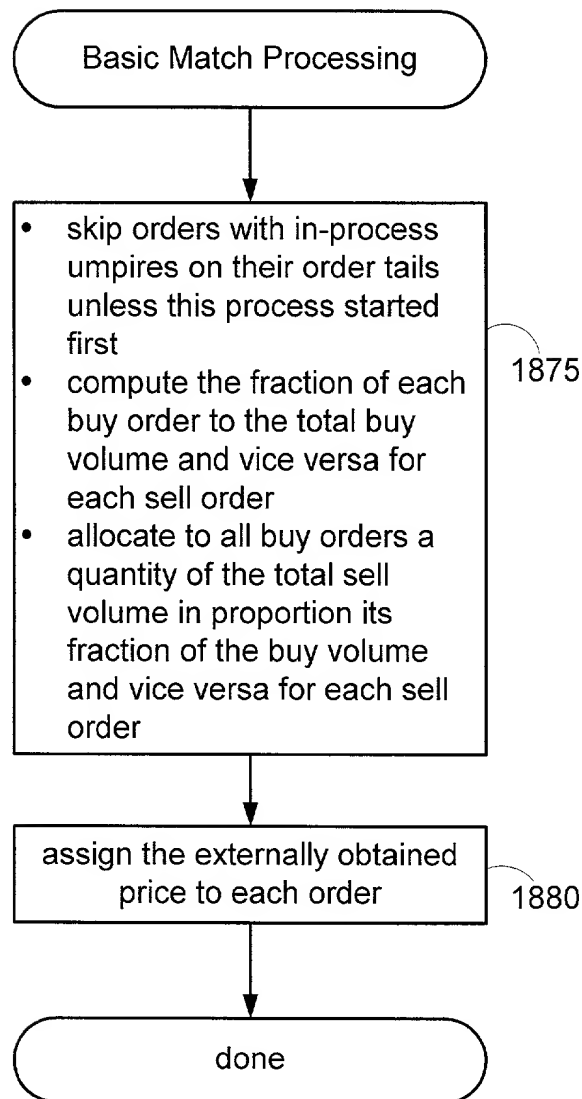 Basic Match Processing
• skip orders with in-process
umpires on their order tails
unless this process started
first
1875
• compute the fraction of each
buy order to the total buy
volume and vice versa for
each sell order
• allocate to all buy orders a
quantity of the total sell
volume in proportion its
fraction of the buy volume
and vice versa for each sell
order
assign the externally obtained
price to each order
1880
done